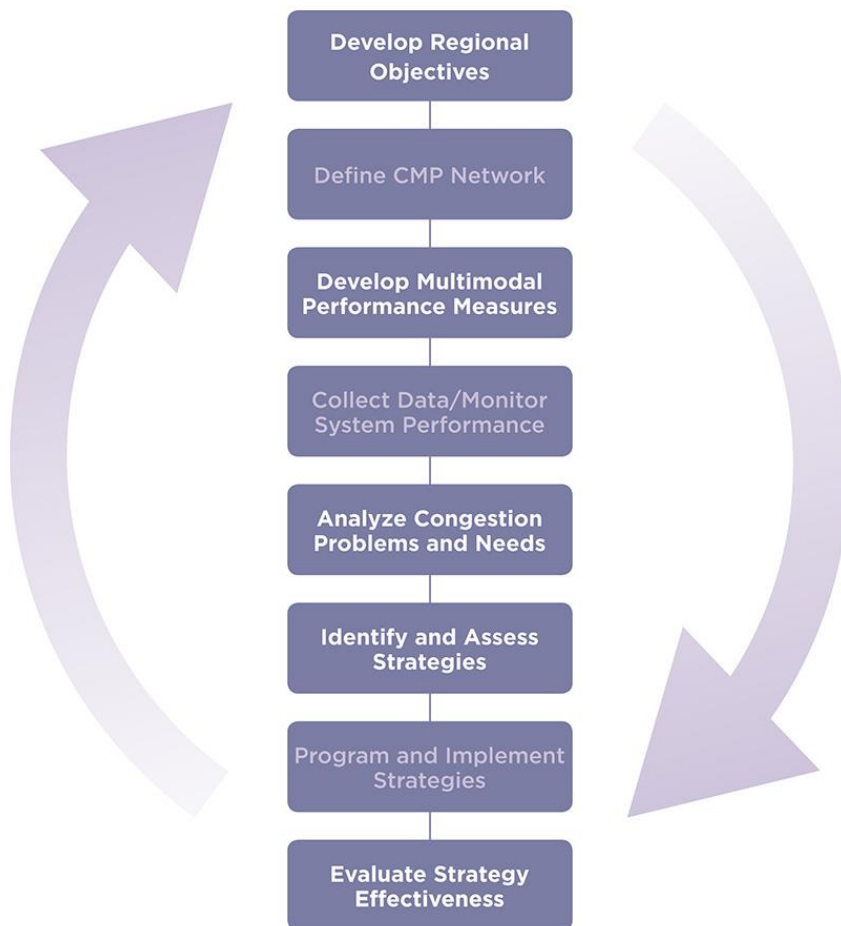 Develop Regional
Objectives
Define CMP Network
Develop Multimodal
Performance Measures
Collect Data/Monitor
System Performance
Analyze Congestion
Problems and Needs
Identify and Assess
Strategies
Program and Implement
Strategies
Evaluate Strategy
Effectiveness